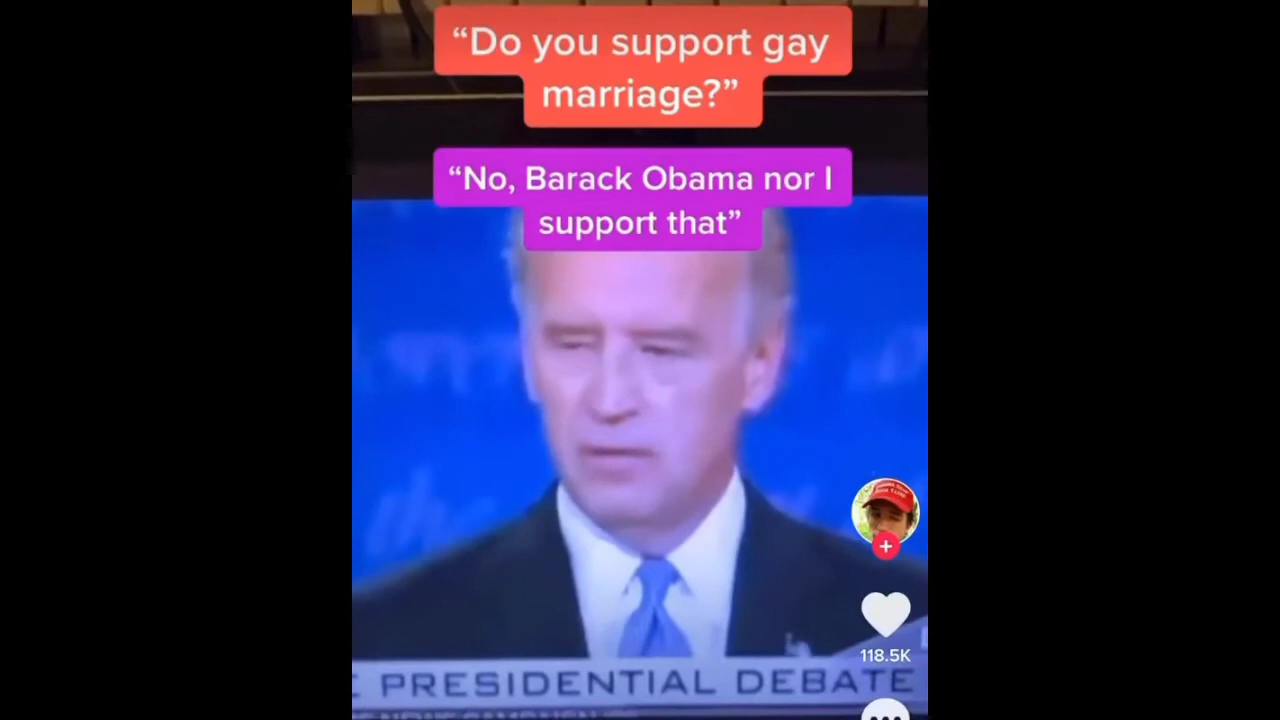 “Do you support gay
marriage?”
“No, Barack Obama nor I
support that”
118.5K
PRESIDENTIAL DEBATE